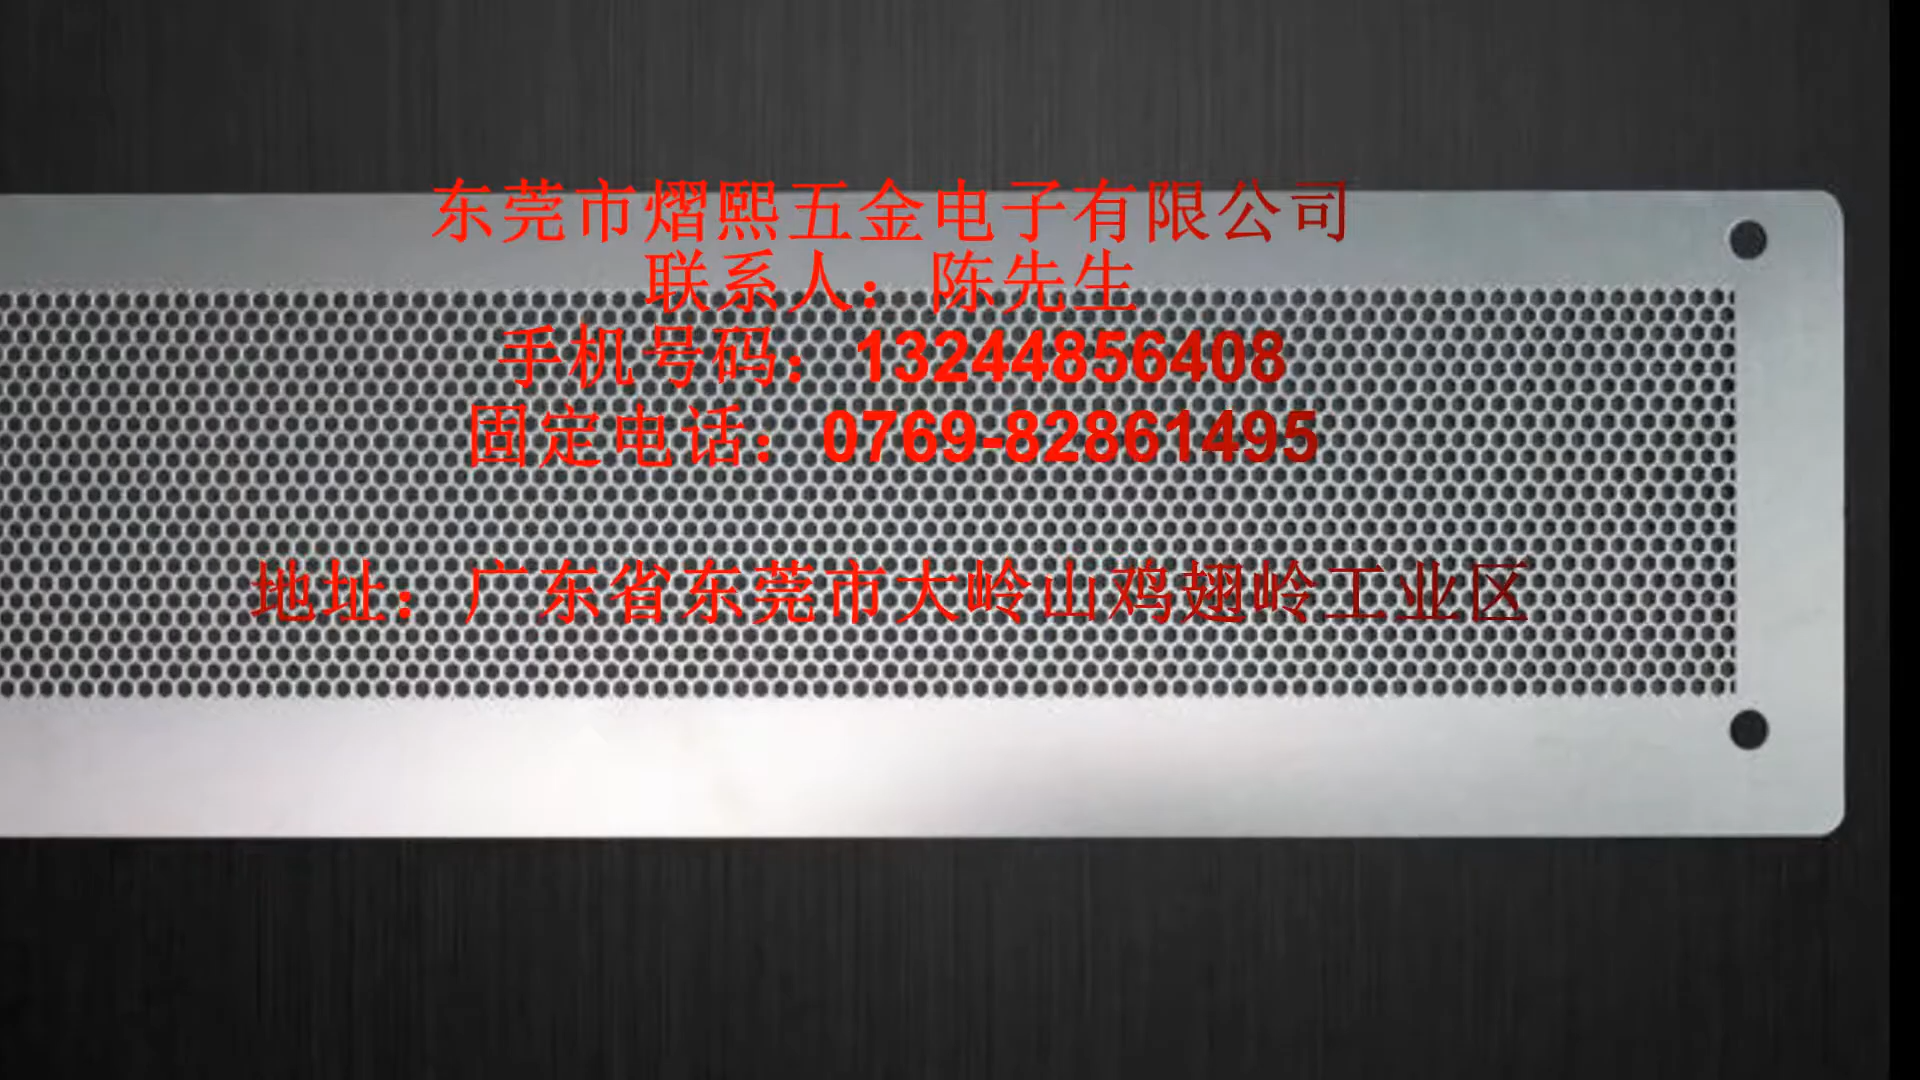 东莞市熠熙五金电子有限公司
联系人：陈先生
手机号码：13244856408
固定电话：0769-82861495
地址：广东省东莞市大岭山鸡翅岭工业区